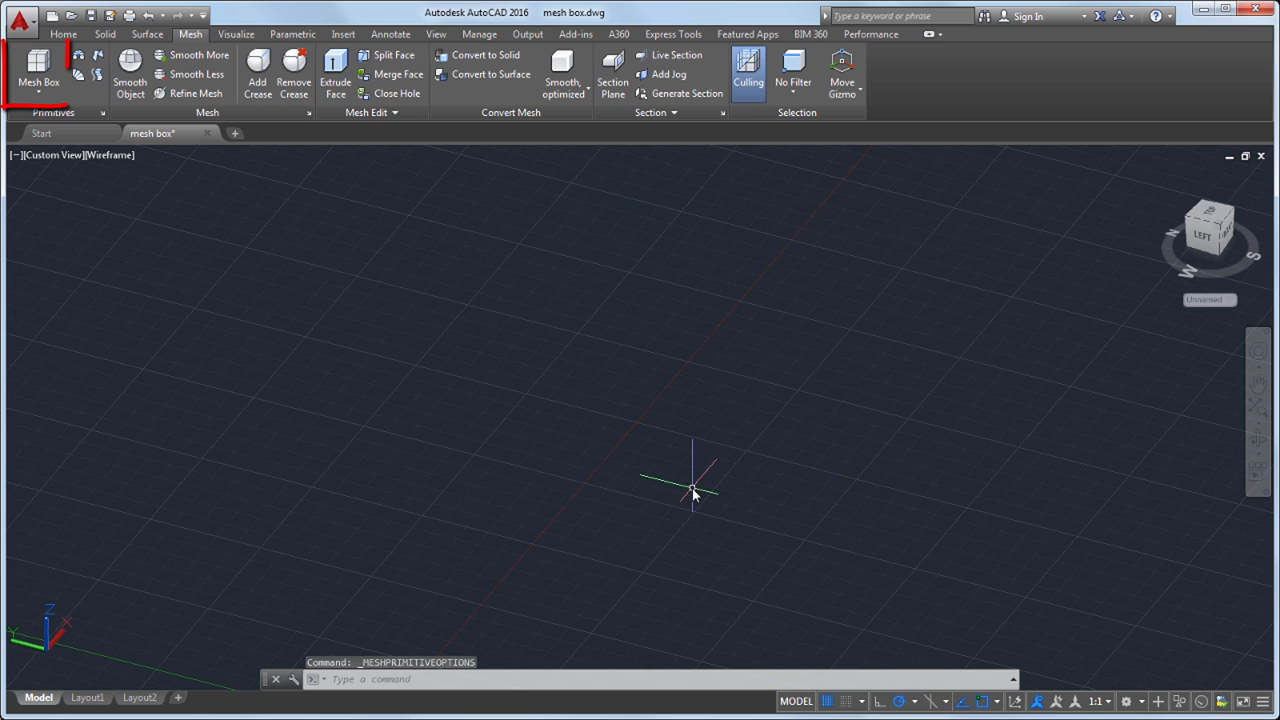 Autodesk AutoCAD 2016 mesh box.dwg
Type a keyword or phrase
Sign In
Home Solid Surface Mesh Visualize Parametric Insert Annotate View Manage Output Add-ins A360 Express Tools Featured Apps BIM 360 Performance
Mesh Box
Smooth Object
Smooth More
Smooth Less
Refine Mesh
Add Crease
Remove Crease
Extrude Face
Split Face
Merge Face
Close Hole
Convert to Solid
Convert to Surface
Smooth, optimized
Section Plane
Live Section
Add Jog
Generate Section
Culling
No Filter
Move Gizmo
Primitives Mesh Mesh Edit Convert Mesh Section Selection
Start mesh box*
[−][Custom View][Wireframe]
LEFT
N
S
W
Unnamed
Z
X
Y
Command: _MESHPRIMITIVEOPTIONS
Type a command
Model Layout1 Layout2
MODEL
1:1